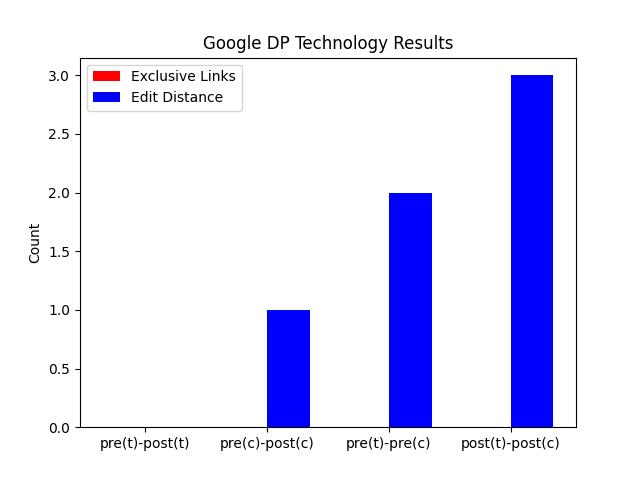 Google DP Technology Results
Exclusive Links
Edit Distance
3.0
2.5
2.0
1.5
1.0
0.5
0.0
Count
pre(t)-post(t) pre(c)-post(c) pre(t)-pre(c) post(t)-post(c)